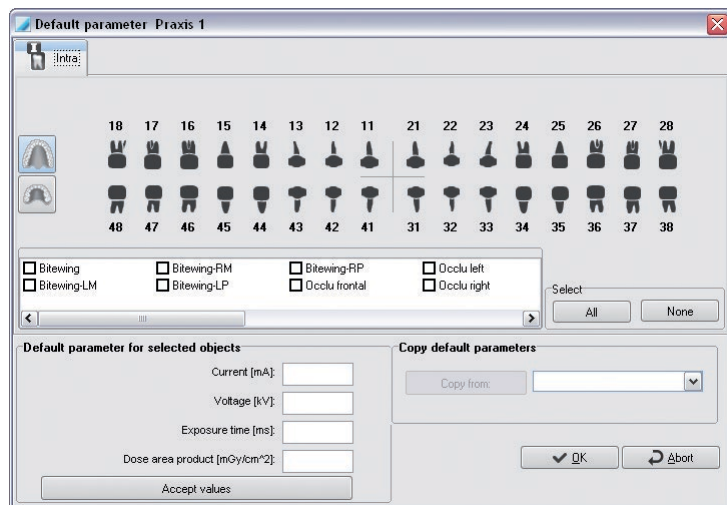 Default parameter Praxis 1
Intra
18 17 16 15 14 13 12 11 21 22 23 24 25 26 27 28
48 47 46 45 44 43 42 41 31 32 33 34 35 36 37 38
Bitewing Bitewing-RM Bitewing-RP Occlu left
Bitewing-LM Bitewing-LP Occlu frontal Occlu right
Select
All None
Default parameter for selected objects
Current [mA]:
Voltage [kV]:
Exposure time [ms]:
Dose area product [mGy/cm^2]:
Accept values
Copy default parameters
Copy from:
OK Abort